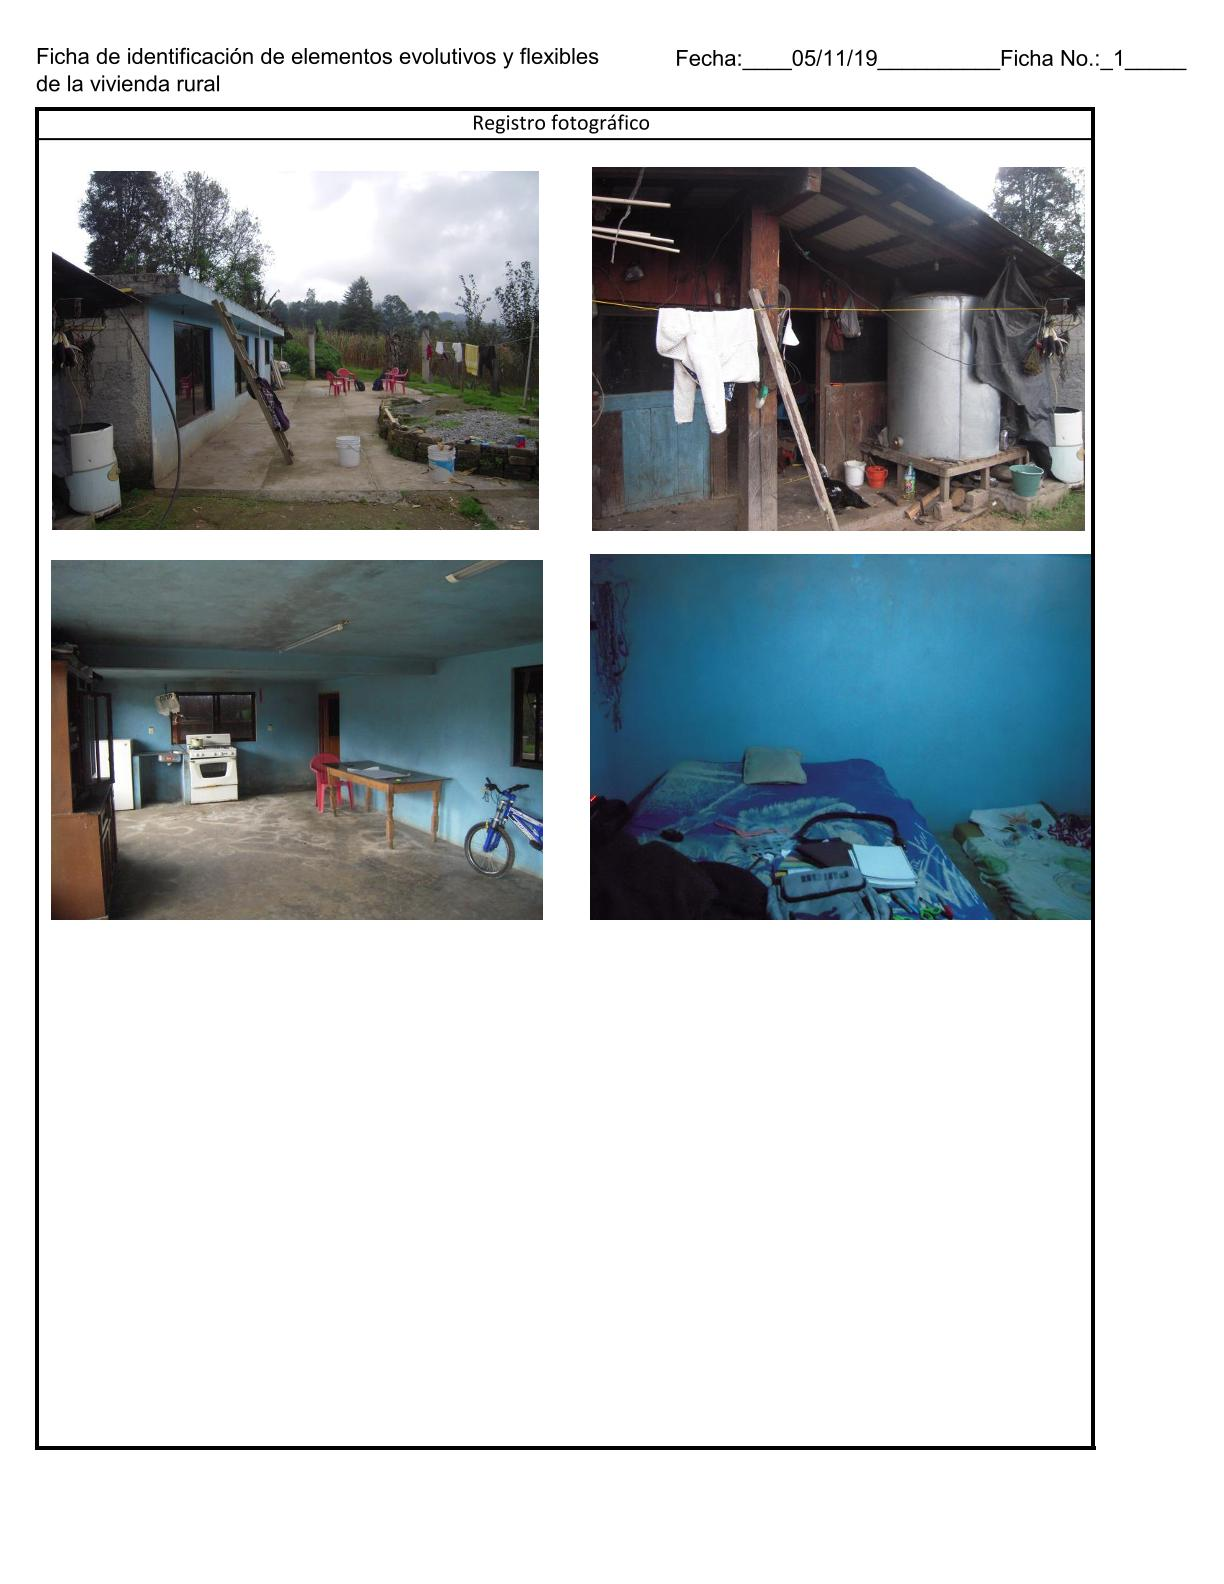 Ficha de identificación de elementos evolutivos y flexibles
de la vivienda rural
Fecha:____05/11/19__________Ficha No.:_1_____
Registro fotográfico